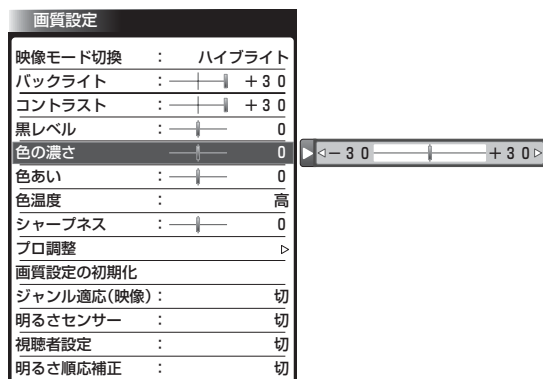 画質設定
映像モード切換 : ハイブライト
バックライト : +30
コントラスト : +30
黒レベル : 0
色の濃さ 0 -30 +30
色あい : 0
色温度 : 高
シャープネス : 0
プロ調整
画質設定の初期化
ジャンル適応(映像) : 切
明るさセンサー : 切
視聴者設定 : 切
明るさ順応補正 : 切